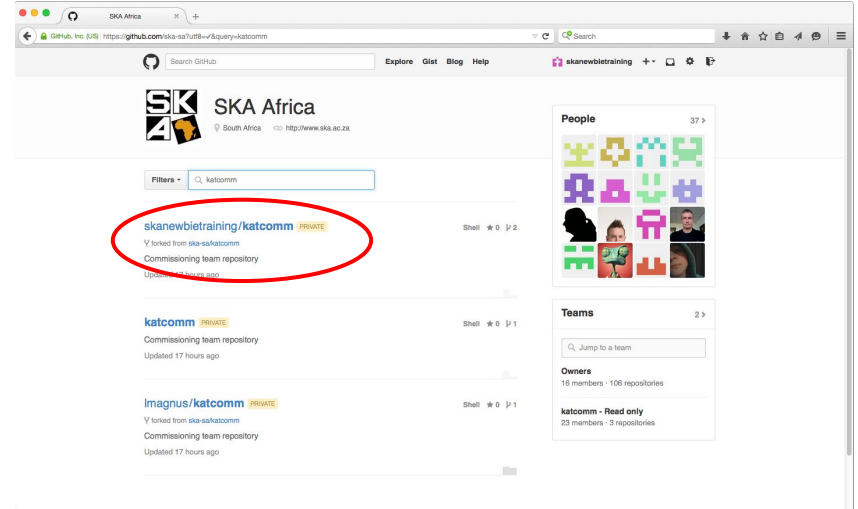 SKA Africa
GitHub, Inc. (US) https://github.com/ska-sa?utf8=✓&query=katcomm
Search
Search GitHub
Explore Gist Blog Help
skanewbietraining
SKA
SKA Africa
South Africa http://www.ska.ac.za
Filters
katcomm
skanewbietraining/katcomm PRIVATE
Shell 0 2
forked from ska-sa/katcomm
Commissioning team repository
Updated 17 hours ago
katcomm PRIVATE
Shell 0 1
Commissioning team repository
Updated 17 hours ago
lmagnus/katcomm PRIVATE
Shell 0 1
forked from ska-sa/katcomm
Commissioning team repository
Updated 17 hours ago
People
37
Teams
2
Jump to a team
Owners
16 members · 106 repositories
katcomm - Read only
23 members · 3 repositories